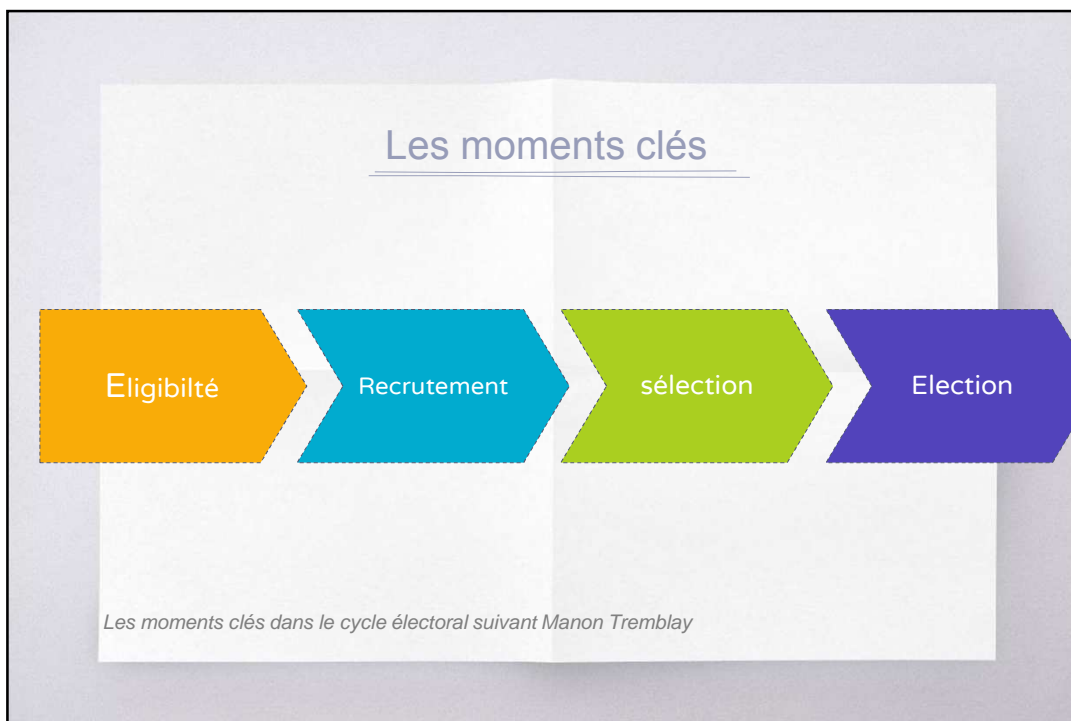 Les moments clés
Eligibilté
Recrutement
sélection
Election
Les moments clés dans le cycle électoral suivant Manon Tremblay